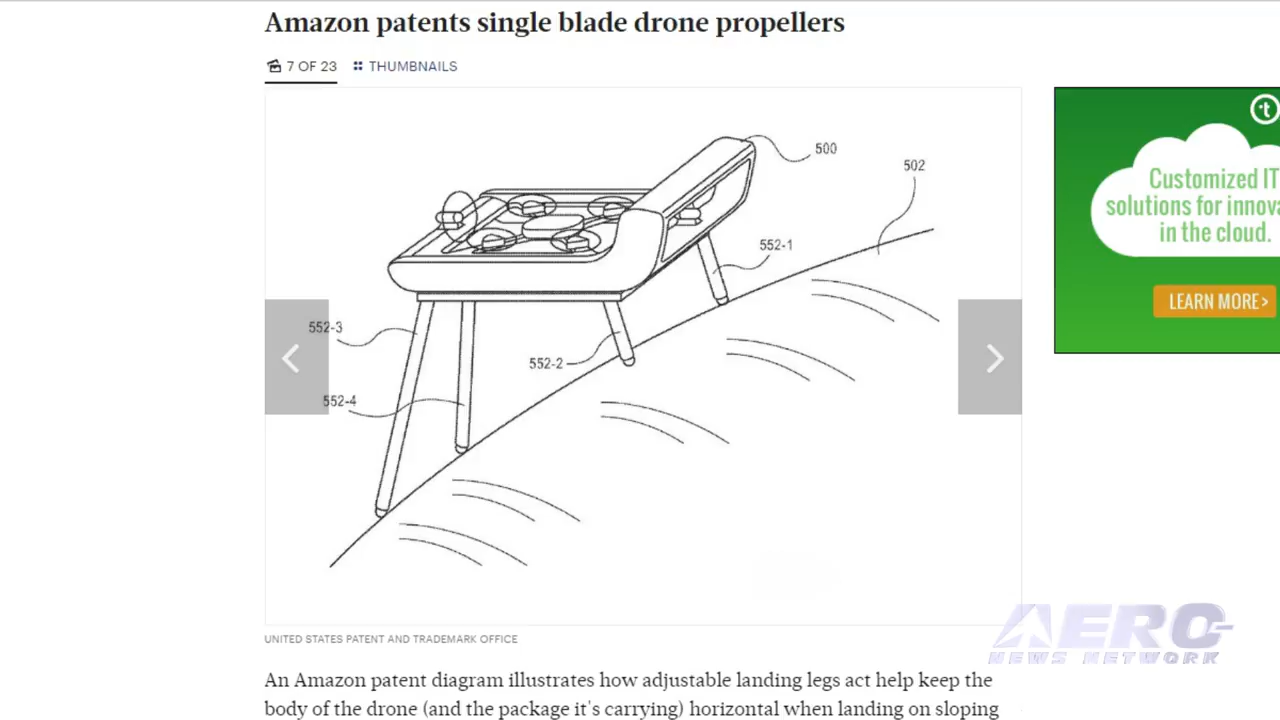 Amazon patents single blade drone propellers
7 OF 23 THUMBNAILS
500
502
552-1
552-3
552-2
552-4
t
Customized IT
solutions for innova
in the cloud.
LEARN MORE >
UNITED STATES PATENT AND TRADEMARK OFFICE
AERO
NEWS NETWORK
An Amazon patent diagram illustrates how adjustable landing legs act help keep the
body of the drone (and the package it's carrying) horizontal when landing on sloping